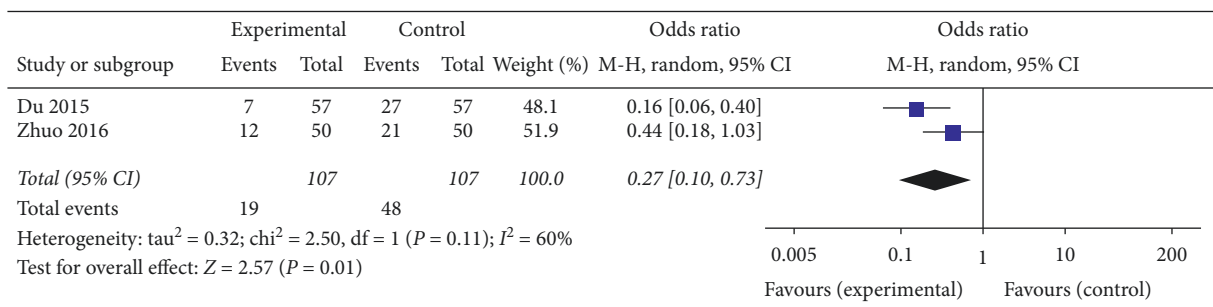 Experimental Control Odds ratio Odds ratio
Study or subgroup Events Total Events Total Weight (%) M-H, random, 95% CI M-H, random, 95% CI
Du 2015 7 57 27 57 48.1 0.16 [0.06, 0.40]
Zhuo 2016 12 50 21 50 51.9 0.44 [0.18, 1.03]
Total (95% CI) 107 107 100.0 0.27 [0.10, 0.73]
Total events 19 48
Heterogeneity: tau² = 0.32; chi² = 2.50, df = 1 (P = 0.11); I² = 60%
Test for overall effect: Z = 2.57 (P = 0.01)
0.005 0.1 1 10 200
Favours (experimental) Favours (control)